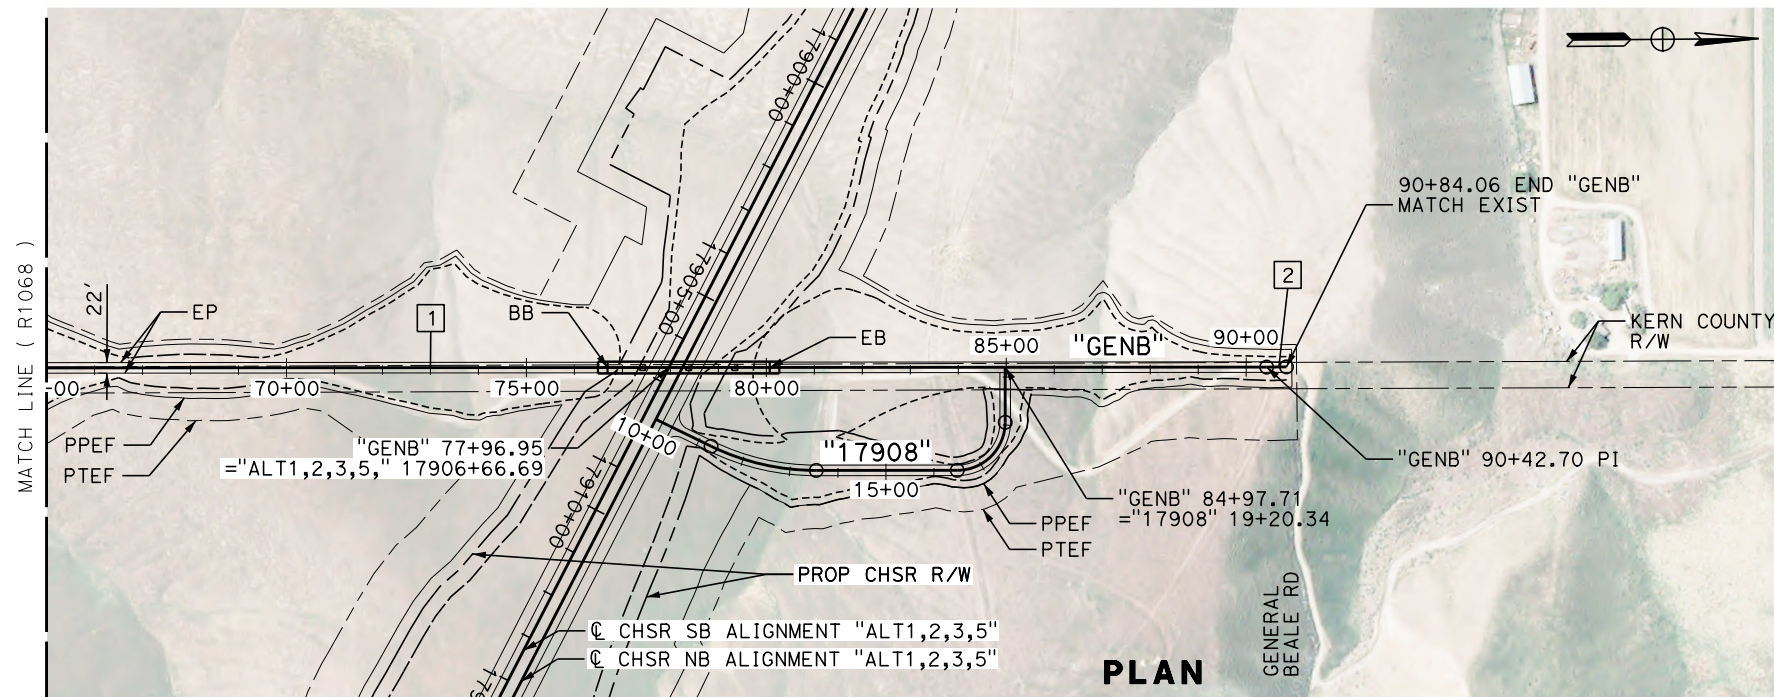 17900+00
90+84.06 END "GENB"
MATCH EXIST
MATCH LINE ( R1068 )
22'
EP
1
BB
17905+00
EB
85+00
"GENB"
90+00
2
KERN COUNTY
R/W
+00
70+00
75+00
80+00
PPEF
PTEF
"GENB" 77+96.95
="ALT1,2,3,5," 17906+66.69
10+00
"17908"
15+00
"GENB" 90+42.70 PI
"GENB" 84+97.71
="17908" 19+20.34
PPEF
PTEF
17910+00
PROP CHSR R/W
℄ CHSR SB ALIGNMENT "ALT1,2,3,5"
℄ CHSR NB ALIGNMENT "ALT1,2,3,5"
GENERAL
BEALE RD
PLAN